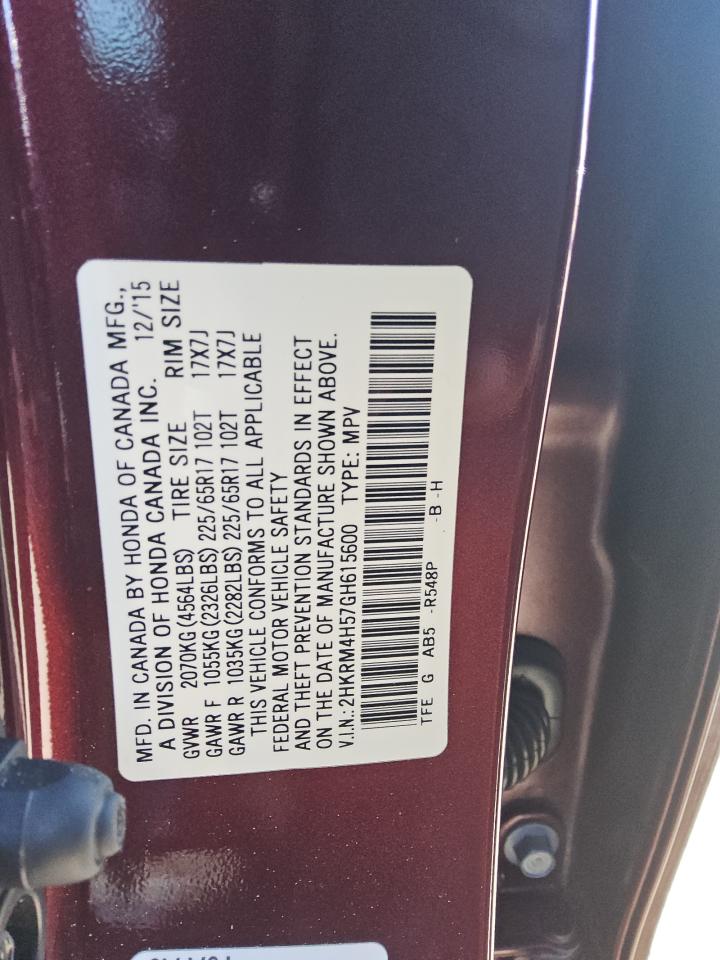 MFD. IN CANADA BY HONDA OF CANADA MFG.,
A DIVISION OF HONDA CANADA INC. 12/'15
GVWR 2070KG(4564LBS) TIRE SIZE RIM SIZE
GAWR F 1055KG(2326LBS) 225/65R17 102T 17X7J
GAWR R 1035KG(2282LBS) 225/65R17 102T 17X7J
THIS VEHICLE CONFORMS TO ALL APPLICABLE
FEDERAL MOTOR VEHICLE SAFETY
AND THEFT PREVENTION STANDARDS IN EFFECT
ON THE DATE OF MANUFACTURE SHOWN ABOVE.
V.I.N.: 2HKRM4H57GH615600 TYPE: MPV
TFE G AB5 -R548P -B -H